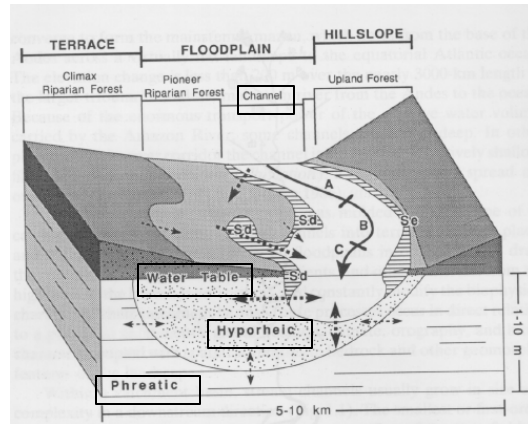 TERRACE FLOODPLAIN HILLSLOPE
Climax Riparian Forest
Pioneer Riparian Forest
Channel
Upland Forest
A
B
C
Sd
Sd
Sd
Se
Water Table
Hyporheic
Phreatic
1-10 m
5-10 km